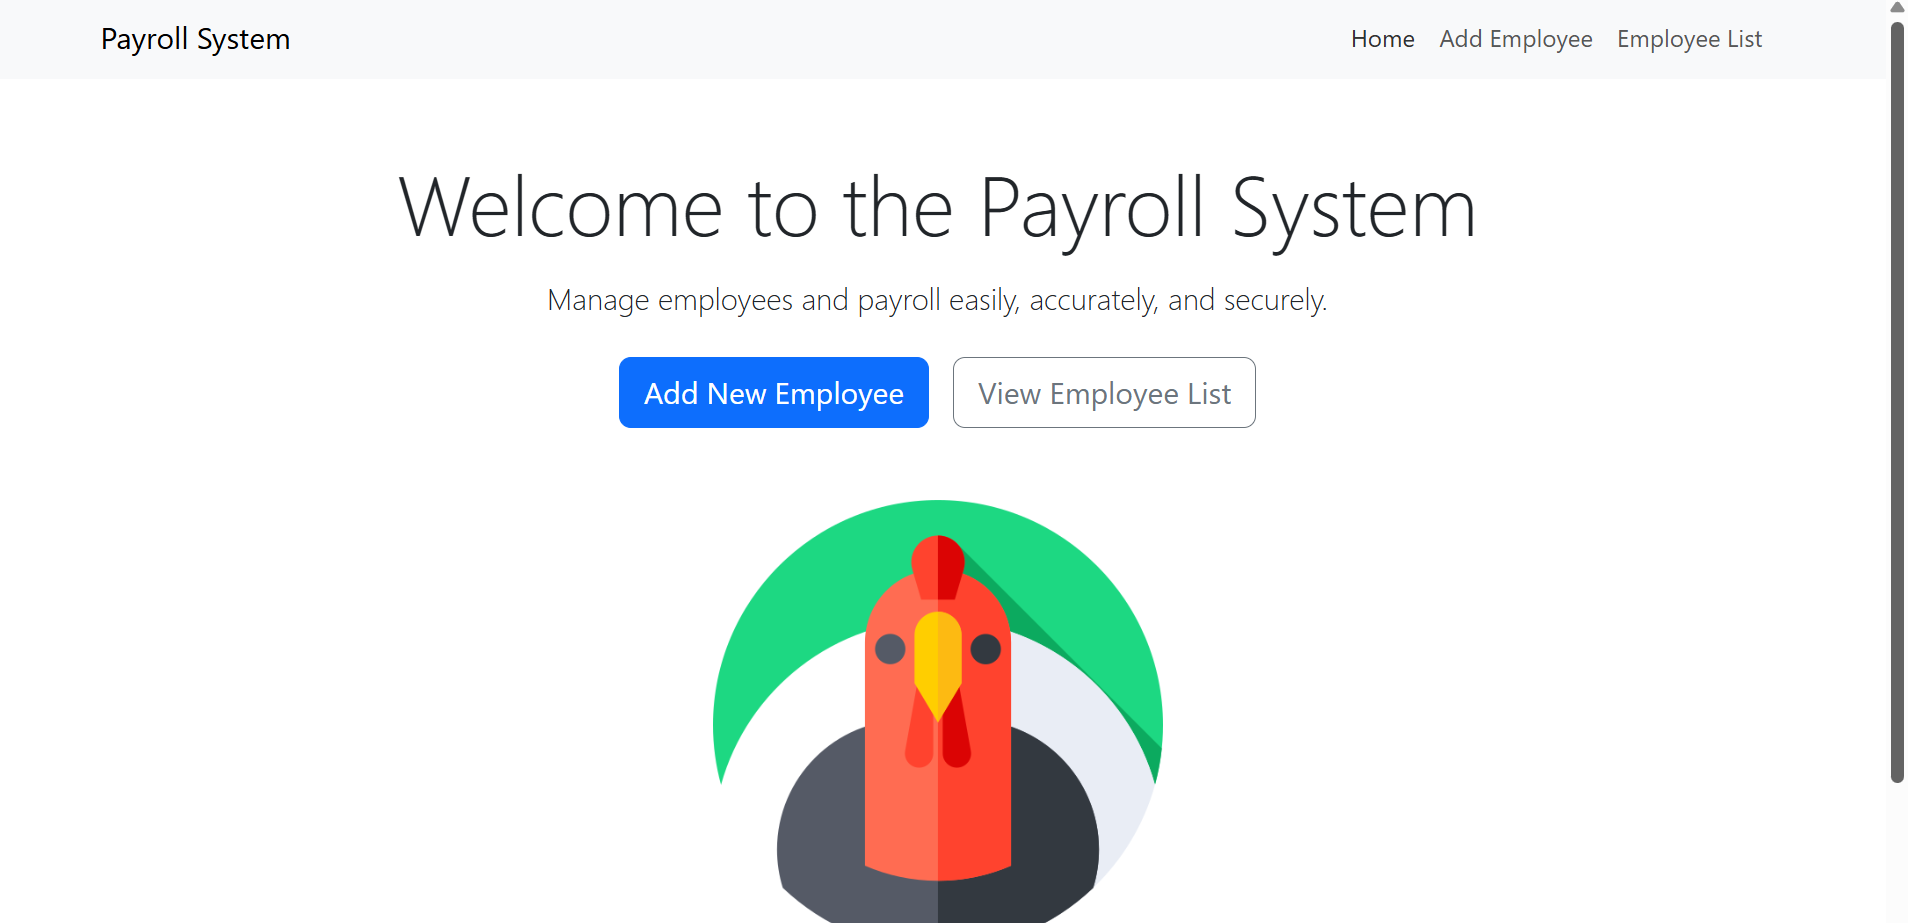 Payroll System
Home Add Employee Employee List
Welcome to the Payroll System
Manage employees and payroll easily, accurately, and securely.
Add New Employee
View Employee List